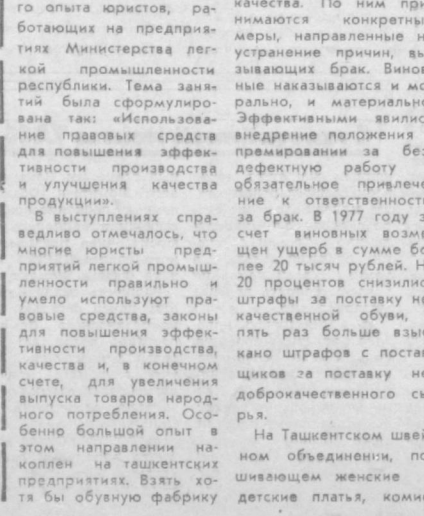 го опыта юристов, ра-
ботающих на предприя-
тиях Министерства лег-
кой промышленности
республики. Тема заня-
тий была сформулиро-
вана так: «Использова-
ние правовых средств
для повышения эффек-
тивности производства
и улучшения качества
продукции».
В выступлениях спра-
ведливо отмечалось, что
многие юристы пред-
приятий легкой промыш-
ленности правильно и
умело используют пра-
вовые средства, законы
для повышения эффек-
тивности производства,
качества и, в конечном
счете, для увеличения
выпуска товаров народ-
ного потребления. Осо-
бенно большой опыт в
этом направлении на-
коплен на ташкентских
предприятиях. Взять хо-
тя бы обувную фабрику
качества. По ним при
нимаются конкретны
меры, направленные н
устранение причин, вы
зывающих брак. Винов
ные наказываются и мо
рально, и материально
Эффективными явилис
внедрение положения
премировании за без
дефектную работу
обязательное привлече
ние к ответственност
за брак. В 1977 году з
счет виновных возме
щен ущерб в сумме бо
лее 20 тысяч рублей. Н
20 процентов снизилис
штрафы за поставку не
качественной обуви,
пять раз больше взыс
кано штрафов с постав
щиков за поставку не
доброкачественного сы
рья.
На Ташкентском швей
ном объединении, по
шивающем женские
детские платья, комис